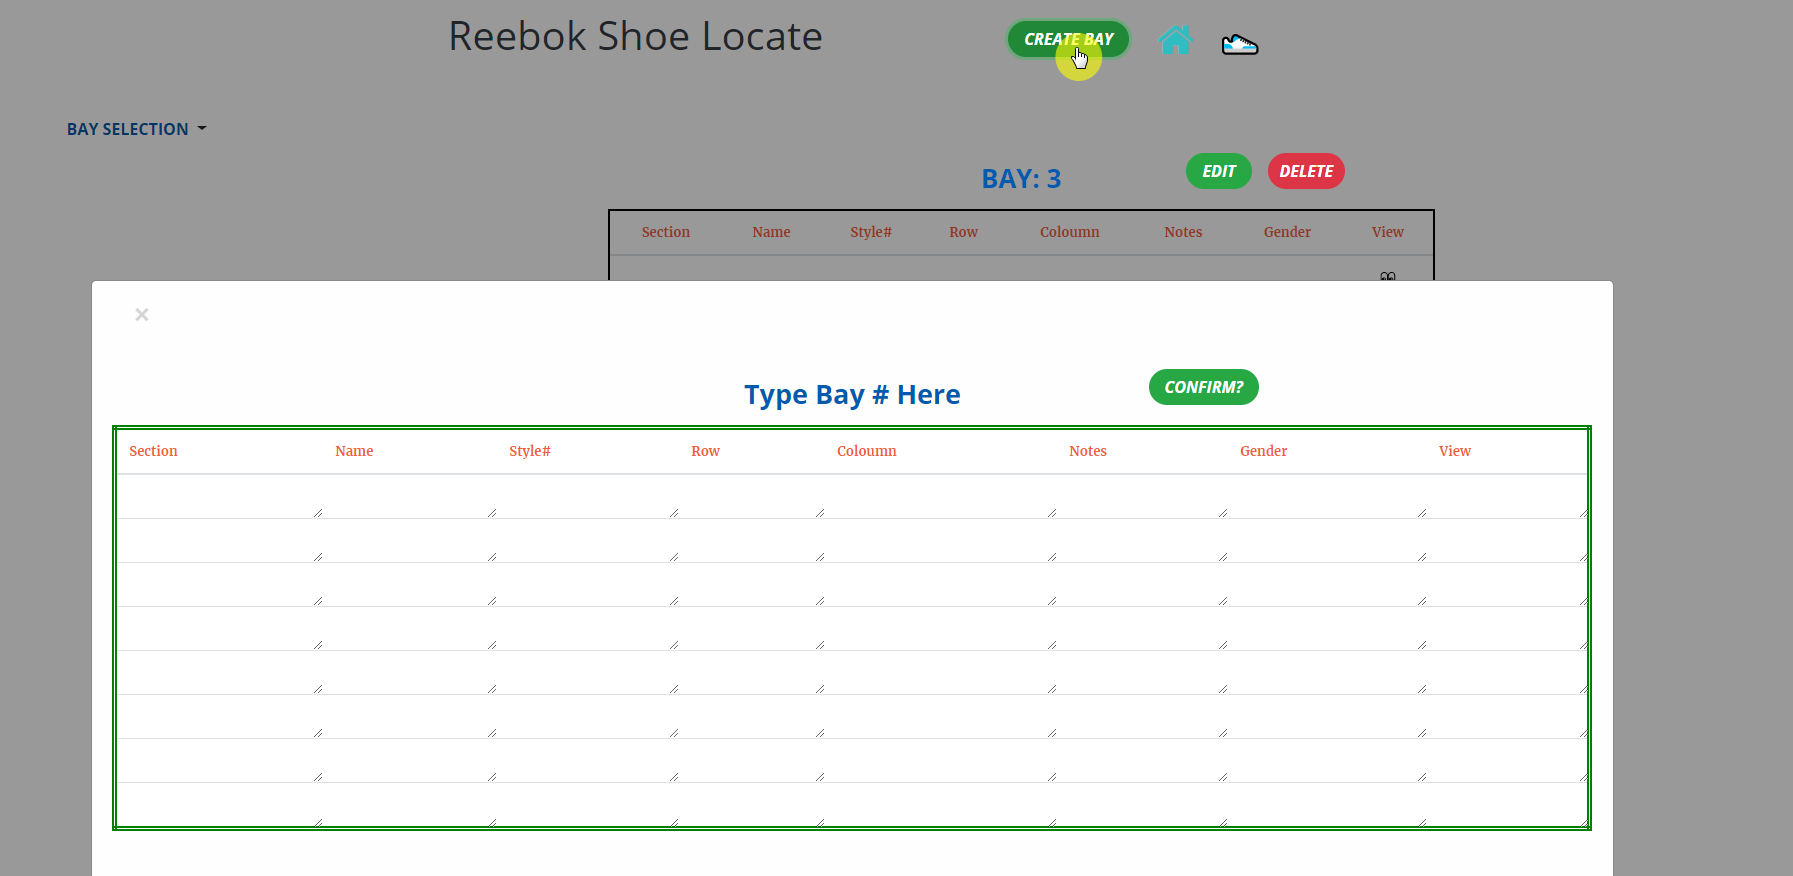 Reebok Shoe Locate
CREATE BAY
BAY SELECTION
BAY: 3
EDIT
DELETE
Section Name Style# Row Coloumn Notes Gender View
×
Type Bay # Here
CONFIRM?
Section Name Style# Row Coloumn Notes Gender View